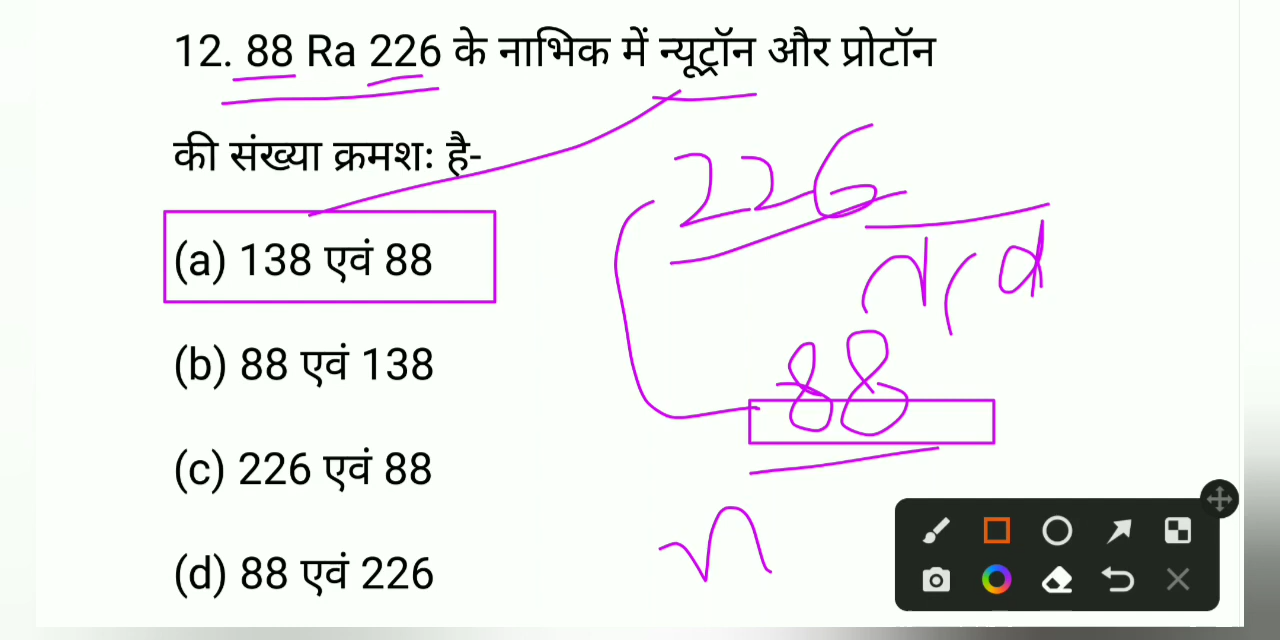 12. 88 Ra 226 के नाभिक में न्यूट्रॉन और प्रोटॉन
की संख्या क्रमशः है-
(a) 138 एवं 88
(b) 88 एवं 138
(c) 226 एवं 88
(d) 88 एवं 226
226
88
n